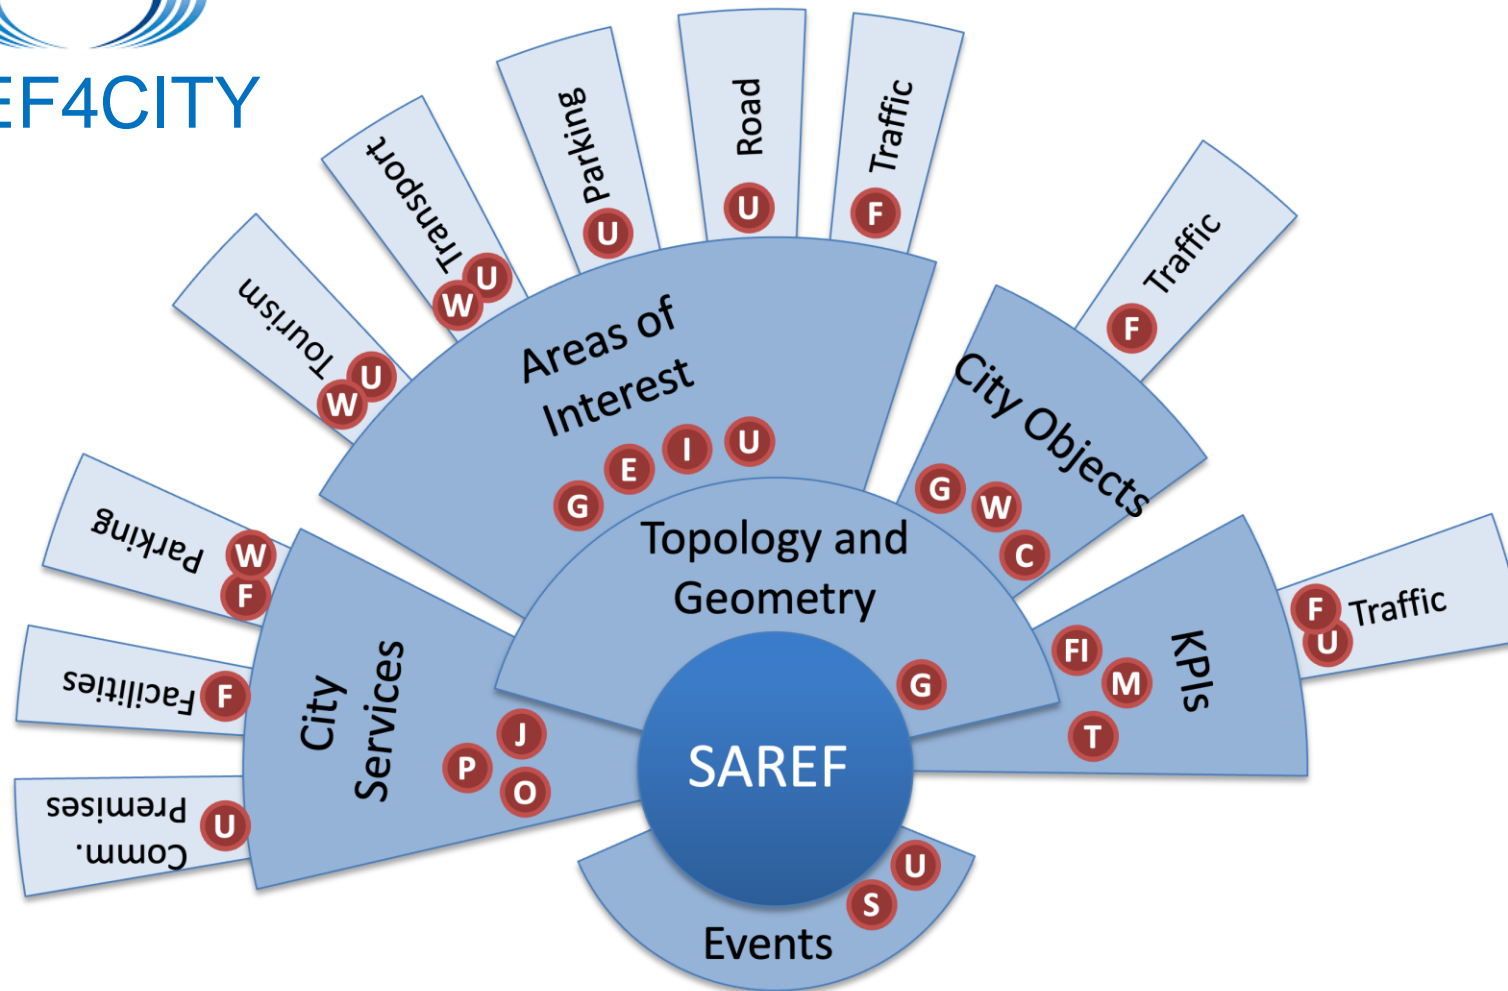 EF4CITY
Tourism
W
U
Transport
W
U
Parking
U
Road
U
Traffic
F
Traffic
F
Areas of
Interest
G
E
I
U
City Objects
G
W
C
Parking
W
F
Facilities
F
Comm.
Premises
U
City
Services
J
P
O
Topology and
Geometry
G
SAREF
KPIs
FI
M
T
Traffic
F
U
Events
S
U